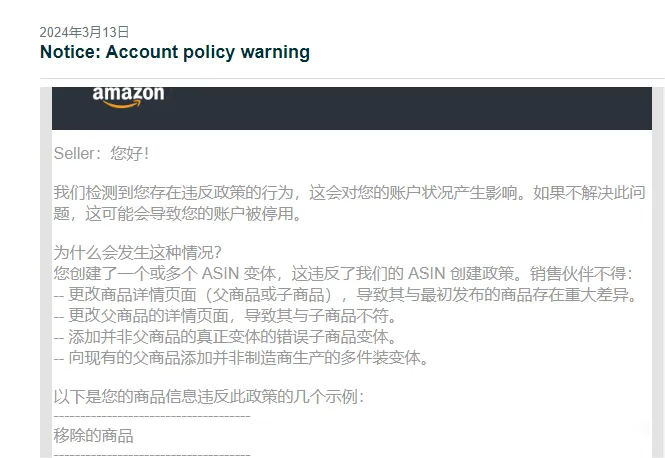 2024年3月13日
Notice: Account policy warning
amazon
Seller：您好！
我们检测到您存在违反政策的行为，这会对您的账户状况产生影响。如果不解决此问
题，这可能会导致您的账户被停用。
为什么会发生这种情况？
您创建了一个或多个 ASIN 变体，这违反了我们的 ASIN 创建政策。销售伙伴不得：
-- 更改商品详情页面（父商品或子商品），导致其与最初发布的商品存在重大差异。
-- 更改父商品的详情页面，导致其与子商品不符。
-- 添加并非父商品的真正变体的错误子商品变体。
-- 向现有的父商品添加并非制造商生产的多件装变体。
以下是您的商品信息违反此政策的几个示例：
------------------------------------
移除的商品
------------------------------------